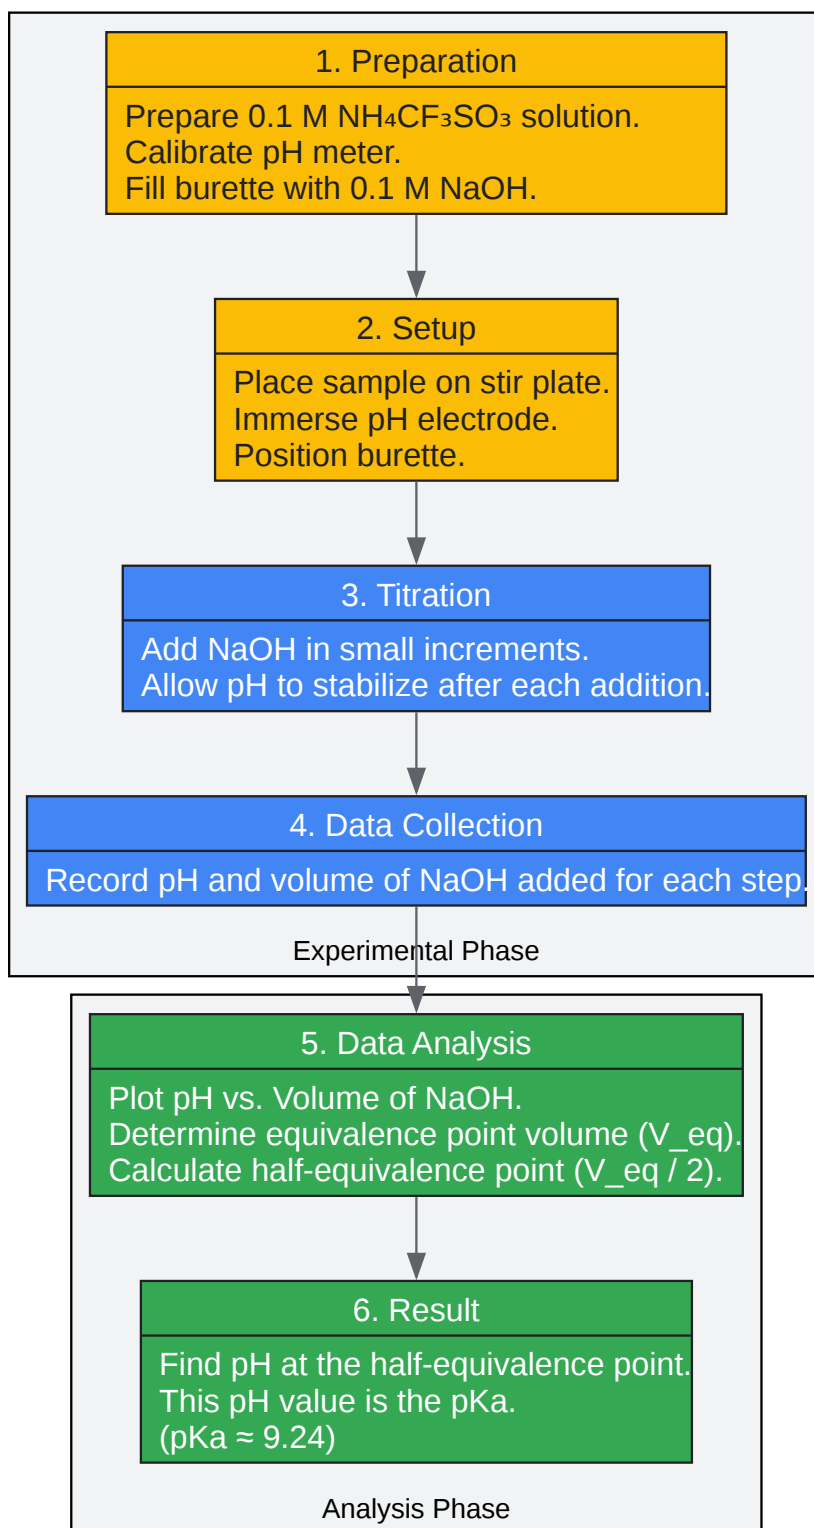 1. Preparation
Prepare 0.1 M NH₄CF₃SO₃ solution.
Calibrate pH meter.
Fill burette with 0.1 M NaOH.
2. Setup
Place sample on stir plate.
Immerse pH electrode.
Position burette.
3. Titration
Add NaOH in small increments.
Allow pH to stabilize after each addition.
4. Data Collection
Record pH and volume of NaOH added for each step.
Experimental Phase
5. Data Analysis
Plot pH vs. Volume of NaOH.
Determine equivalence point volume (V_eq).
Calculate half-equivalence point (V_eq / 2).
6. Result
Find pH at the half-equivalence point.
This pH value is the pKa.
(pKa ≈ 9.24)
Analysis Phase